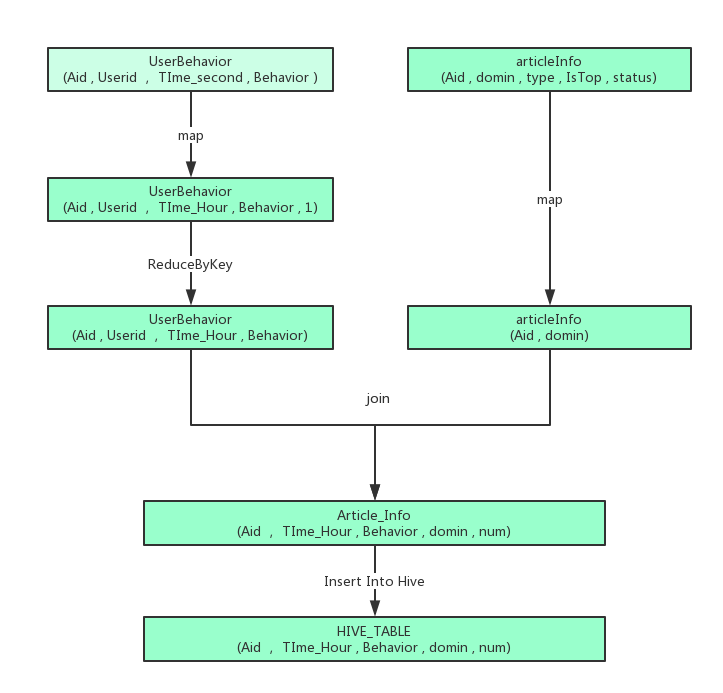 UserBehavior
(Aid , Userid , TIme_second , Behavior )
articleInfo
(Aid , domin , type , IsTop , status)
map
UserBehavior
(Aid , Userid , TIme_Hour , Behavior , 1)
map
ReduceByKey
UserBehavior
(Aid , Userid , TIme_Hour , Behavior)
articleInfo
(Aid , domin)
join
Article_Info
(Aid , TIme_Hour , Behavior , domin , num)
Insert Into Hive
HIVE_TABLE
(Aid , TIme_Hour , Behavior , domin , num)